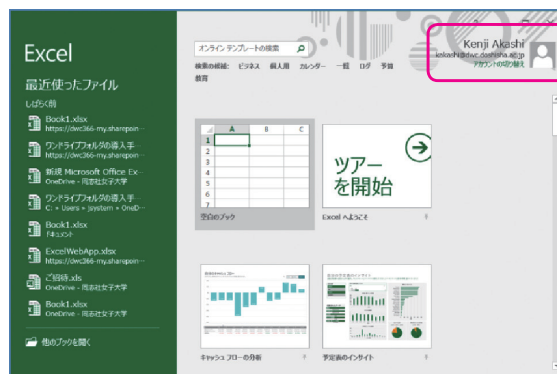 Excel
最近使ったファイル
しばらく前
Book1.xlsx
https://dwc366-my.sharepoin…
ワンドライブフォルダの導入手…
https://dwc366-my.sharepoin…
新規 Microsoft Office Ex…
OneDrive - 同志社女子大学
ワンドライブフォルダの導入手…
C: » Users » jsystem » OneD…
Book1.xlsx
ドキュメント
ExcelWebApp.xlsx
https://dwc366-my.sharepoin…
ご招待.xls
OneDrive - 同志社女子大学
Book1.xlsx
OneDrive - 同志社女子大学
他のブックを開く
オンライン テンプレートの検索
検索の候補: ビジネス 個人用 カレンダー 一覧 ログ 予算
教育
Kenji Akashi
アカウントの切り替え
A B C
1
2
3
4
5
6
7
空白のブック
ツアー
を開始
Excel へようこそ
キャッシュ フローの分析
予定表のインサイト